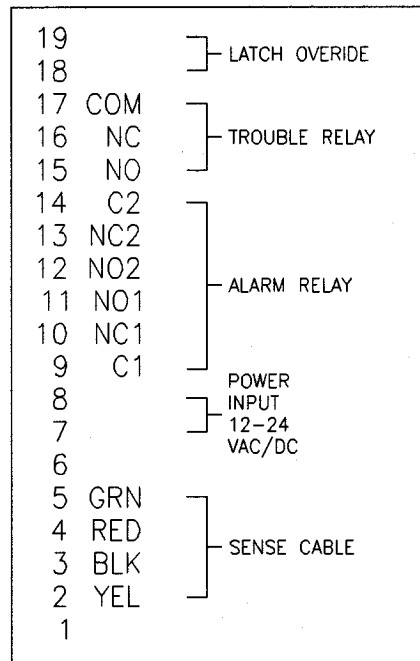 19
18
LATCH OVERIDE
17 COM
16 NC
15 NO
TROUBLE RELAY
14 C2
13 NC2
12 NO2
11 NO1
10 NC1
9 C1
ALARM RELAY
8
7
POWER
INPUT
12-24
VAC/DC
6
5 GRN
4 RED
3 BLK
2 YEL
SENSE CABLE
1